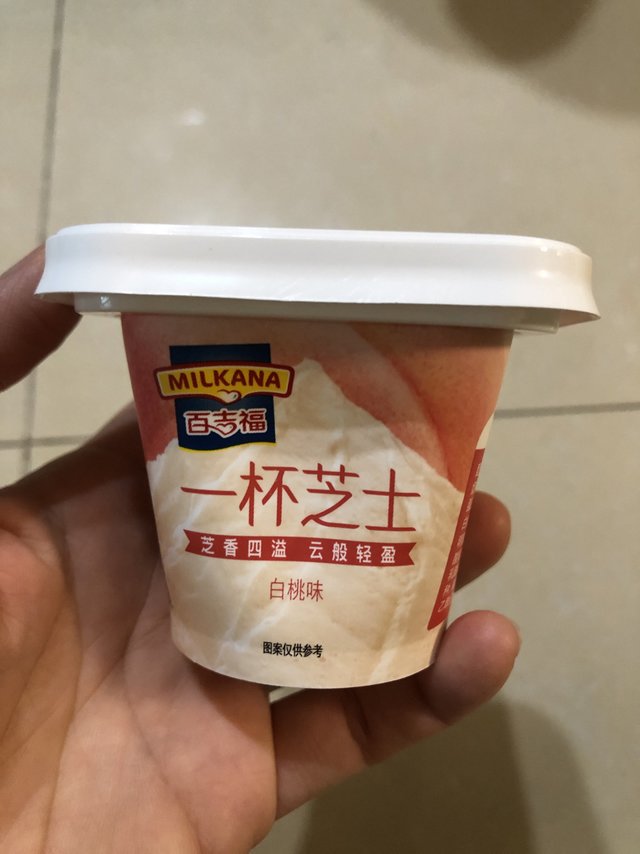 MILKANA
百吉福
一杯芝士
芝香四溢 云般轻盈
白桃味
图案仅供参考